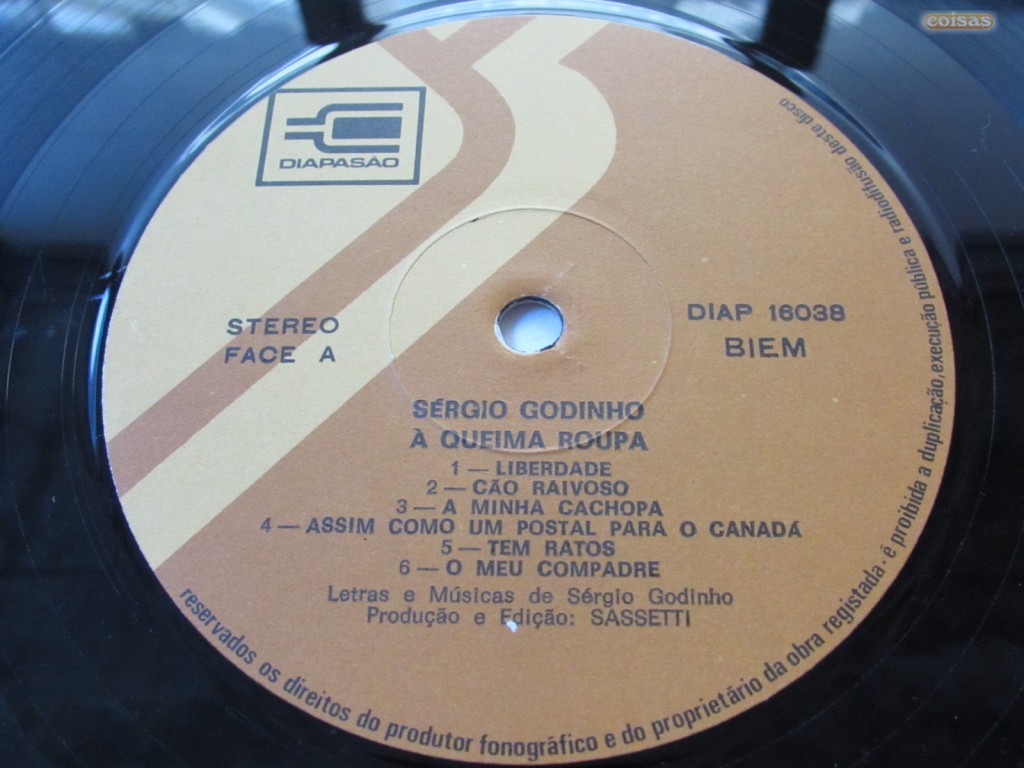 coisas
DIAPASÃO
STEREO
FACE A
DIAP 16038
BIEM
SÉRGIO GODINHO
À QUEIMA ROUPA
1 — LIBERDADE
2 — CÃO RAIVOSO
3 — A MINHA CACHOPA
4 — ASSIM COMO UM POSTAL PARA O CANADÁ
5 — TEM RATOS
6 — O MEU COMPADRE
Letras e Músicas de Sérgio Godinho
Produção e Edição: SASSETTI
reservados os direitos do produtor fonográfico e do proprietário da obra registada · é proibida a duplicação, execução pública e radiodifusão deste disco